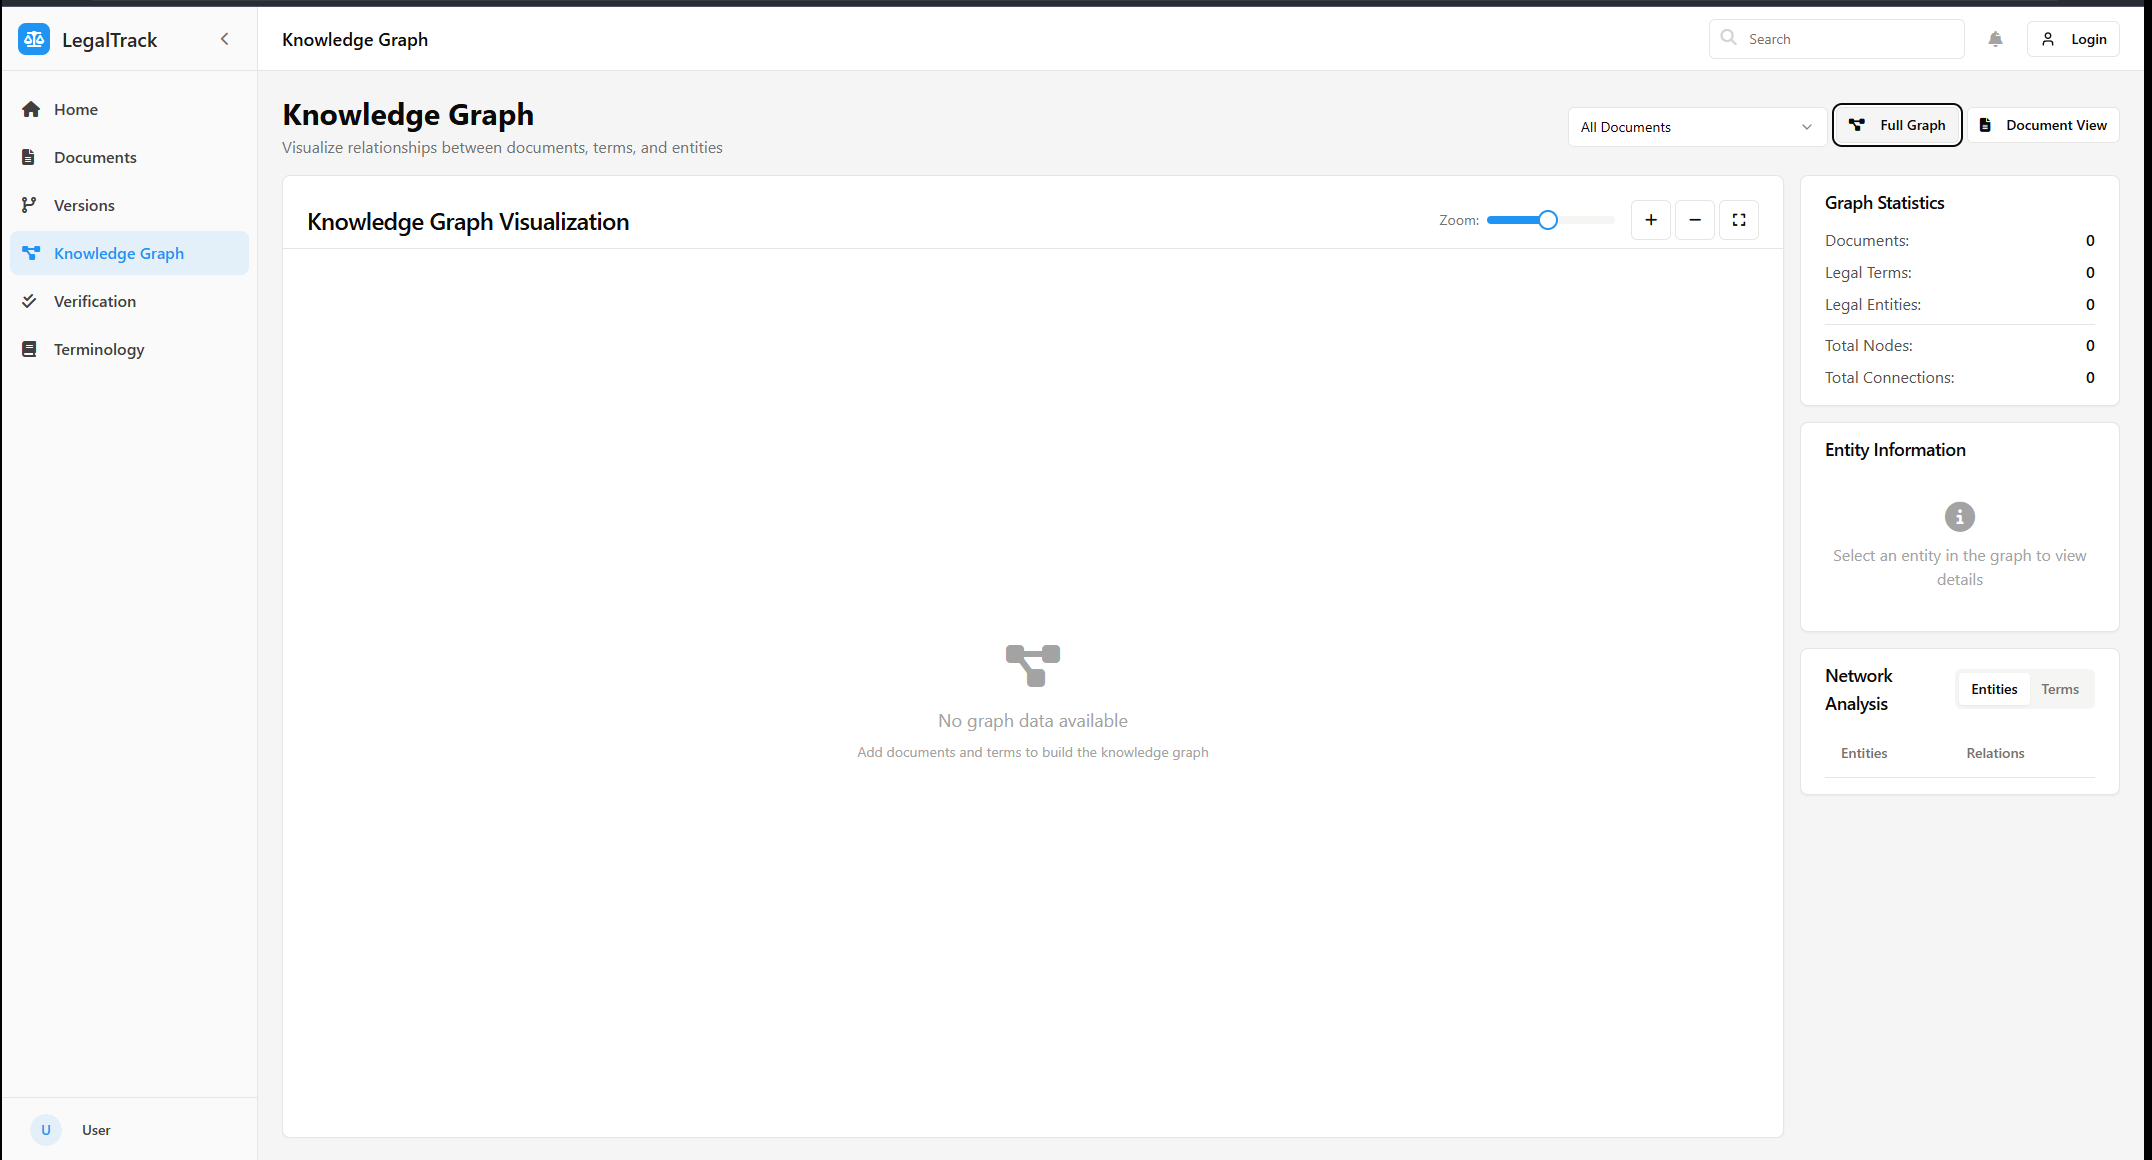 LegalTrack
Knowledge Graph
Search
Login
Home
Documents
Versions
Knowledge Graph
Verification
Terminology
U
User
Knowledge Graph
Visualize relationships between documents, terms, and entities
All Documents
Full Graph
Document View
Knowledge Graph Visualization
Zoom:
No graph data available
Add documents and terms to build the knowledge graph
Graph Statistics
Documents: 0
Legal Terms: 0
Legal Entities: 0
Total Nodes: 0
Total Connections: 0
Entity Information
Select an entity in the graph to view
details
Network
Analysis
Entities Terms
Entities Relations